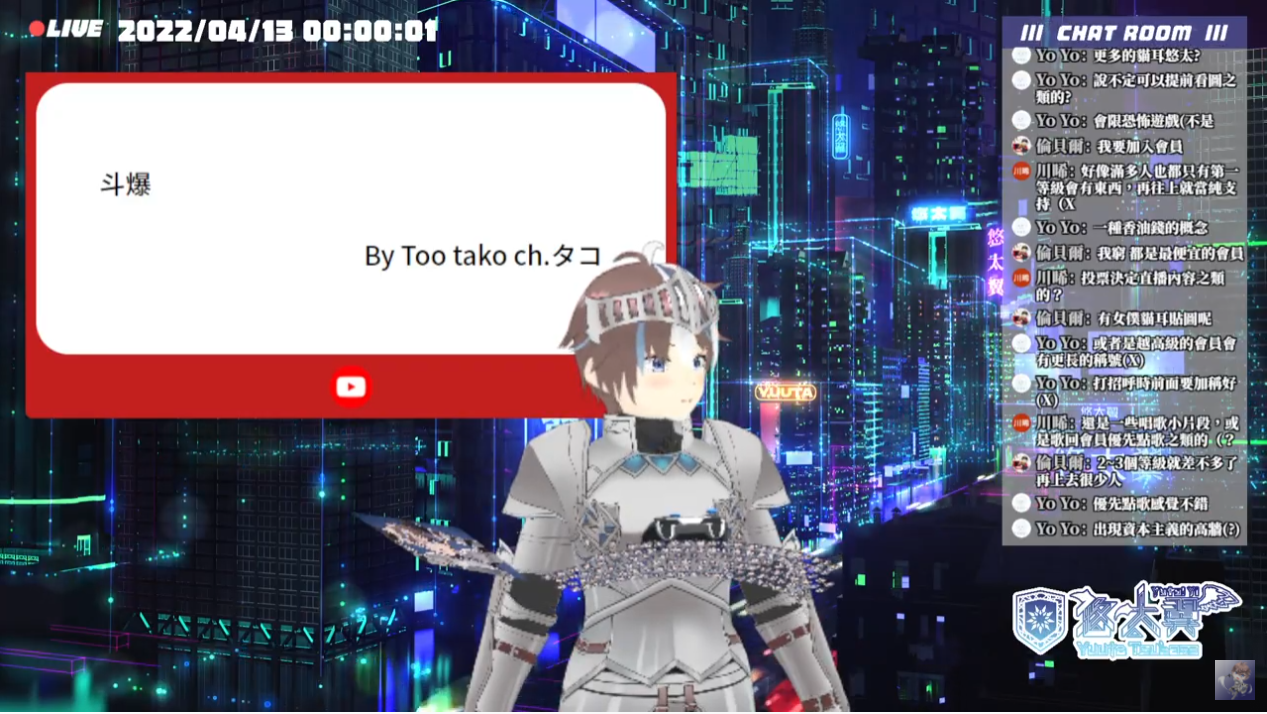 LIVE 2022/04/13 00:00:01
斗爆
By Too tako ch.タコ
YUUTA
悠太翼
/// CHAT ROOM ///
Yo Yo: 更多的貓耳悠太?
Yo Yo: 說不定可以提前看圖之
類的?
Yo Yo: 會限恐怖遊戲(不是
倫貝爾: 我要加入會員
川晞: 好像滿多人也都只有第一
等級會有東西，再往上就當純支
持（X
Yo Yo: 一種香油錢的概念
倫貝爾: 我窮 都是最便宜的會員
川晞: 投票決定直播內容之類
的？
倫貝爾: 有女僕貓耳貼圖呢
Yo Yo: 或者是越高級的會員會
有更長的稱號(X)
Yo Yo: 打招呼時前面要加稱好
(X)
川晞: 還是一些唱歌小片段，或
是歌回會員優先點歌之類的（？
倫貝爾: 2~3個等級就差不多了
再上去很少人
Yo Yo: 優先點歌感覺不錯
Yo Yo: 出現資本主義的高牆(?)
悠太翼